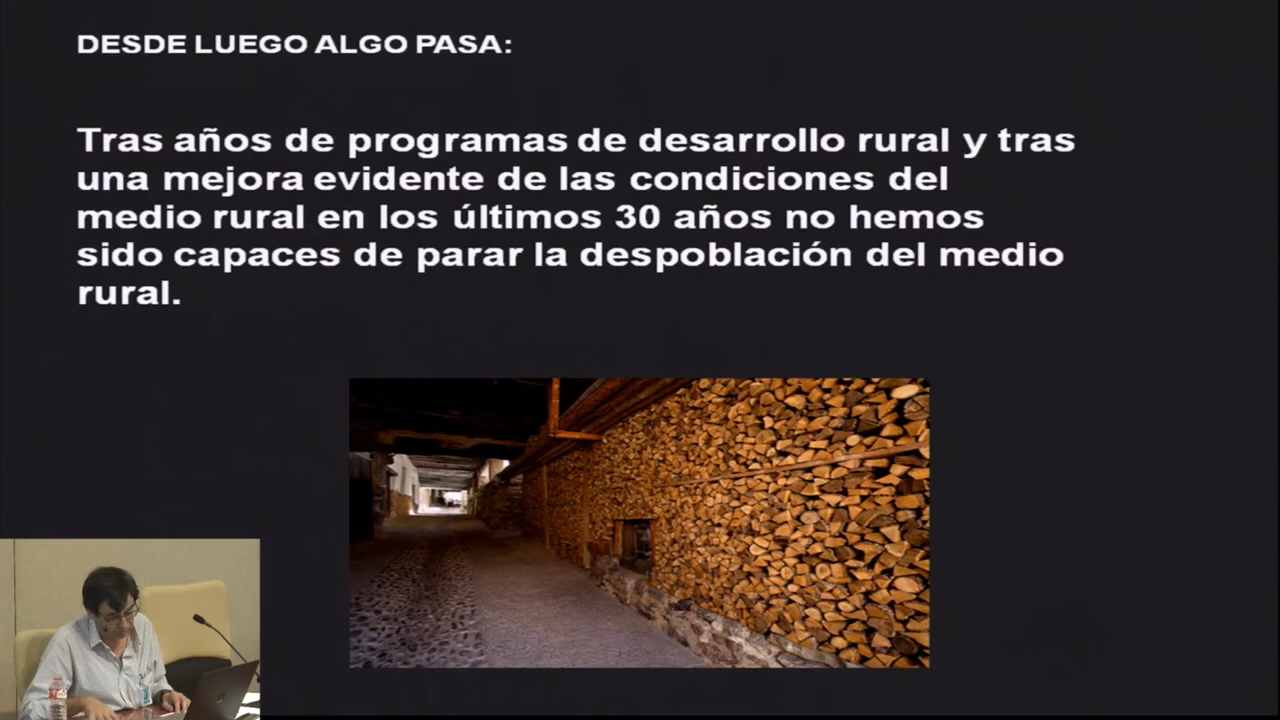 DESDE LUEGO ALGO PASA:
Tras años de programas de desarrollo rural y tras
una mejora evidente de las condiciones del
medio rural en los últimos 30 años no hemos
sido capaces de parar la despoblación del medio
rural.